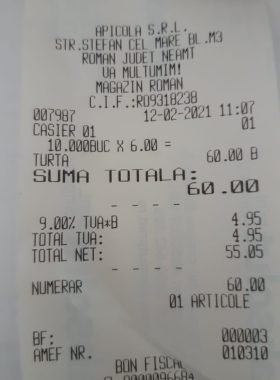 APICOLA S.R.L.
STR.STEFAN CEL MARE BL.M3
ROMAN JUDET NEAMT
VA MULTUMIM!
MAGAZIN ROMAN
C.I.F.:RO9318238
007987 12-02-2021 11:07
CASIER 01 01
10.000BUC X 6.00 =
TURTA 60.00 B
SUMA TOTALA:
60.00
- - - -
9.00% TVA*B 4.95
TOTAL TVA: 4.95
TOTAL NET: 55.05
- - - -
NUMERAR 60.00
01 ARTICOLE
BF: 000003
AMEF NR. 010310
BON FISCAL